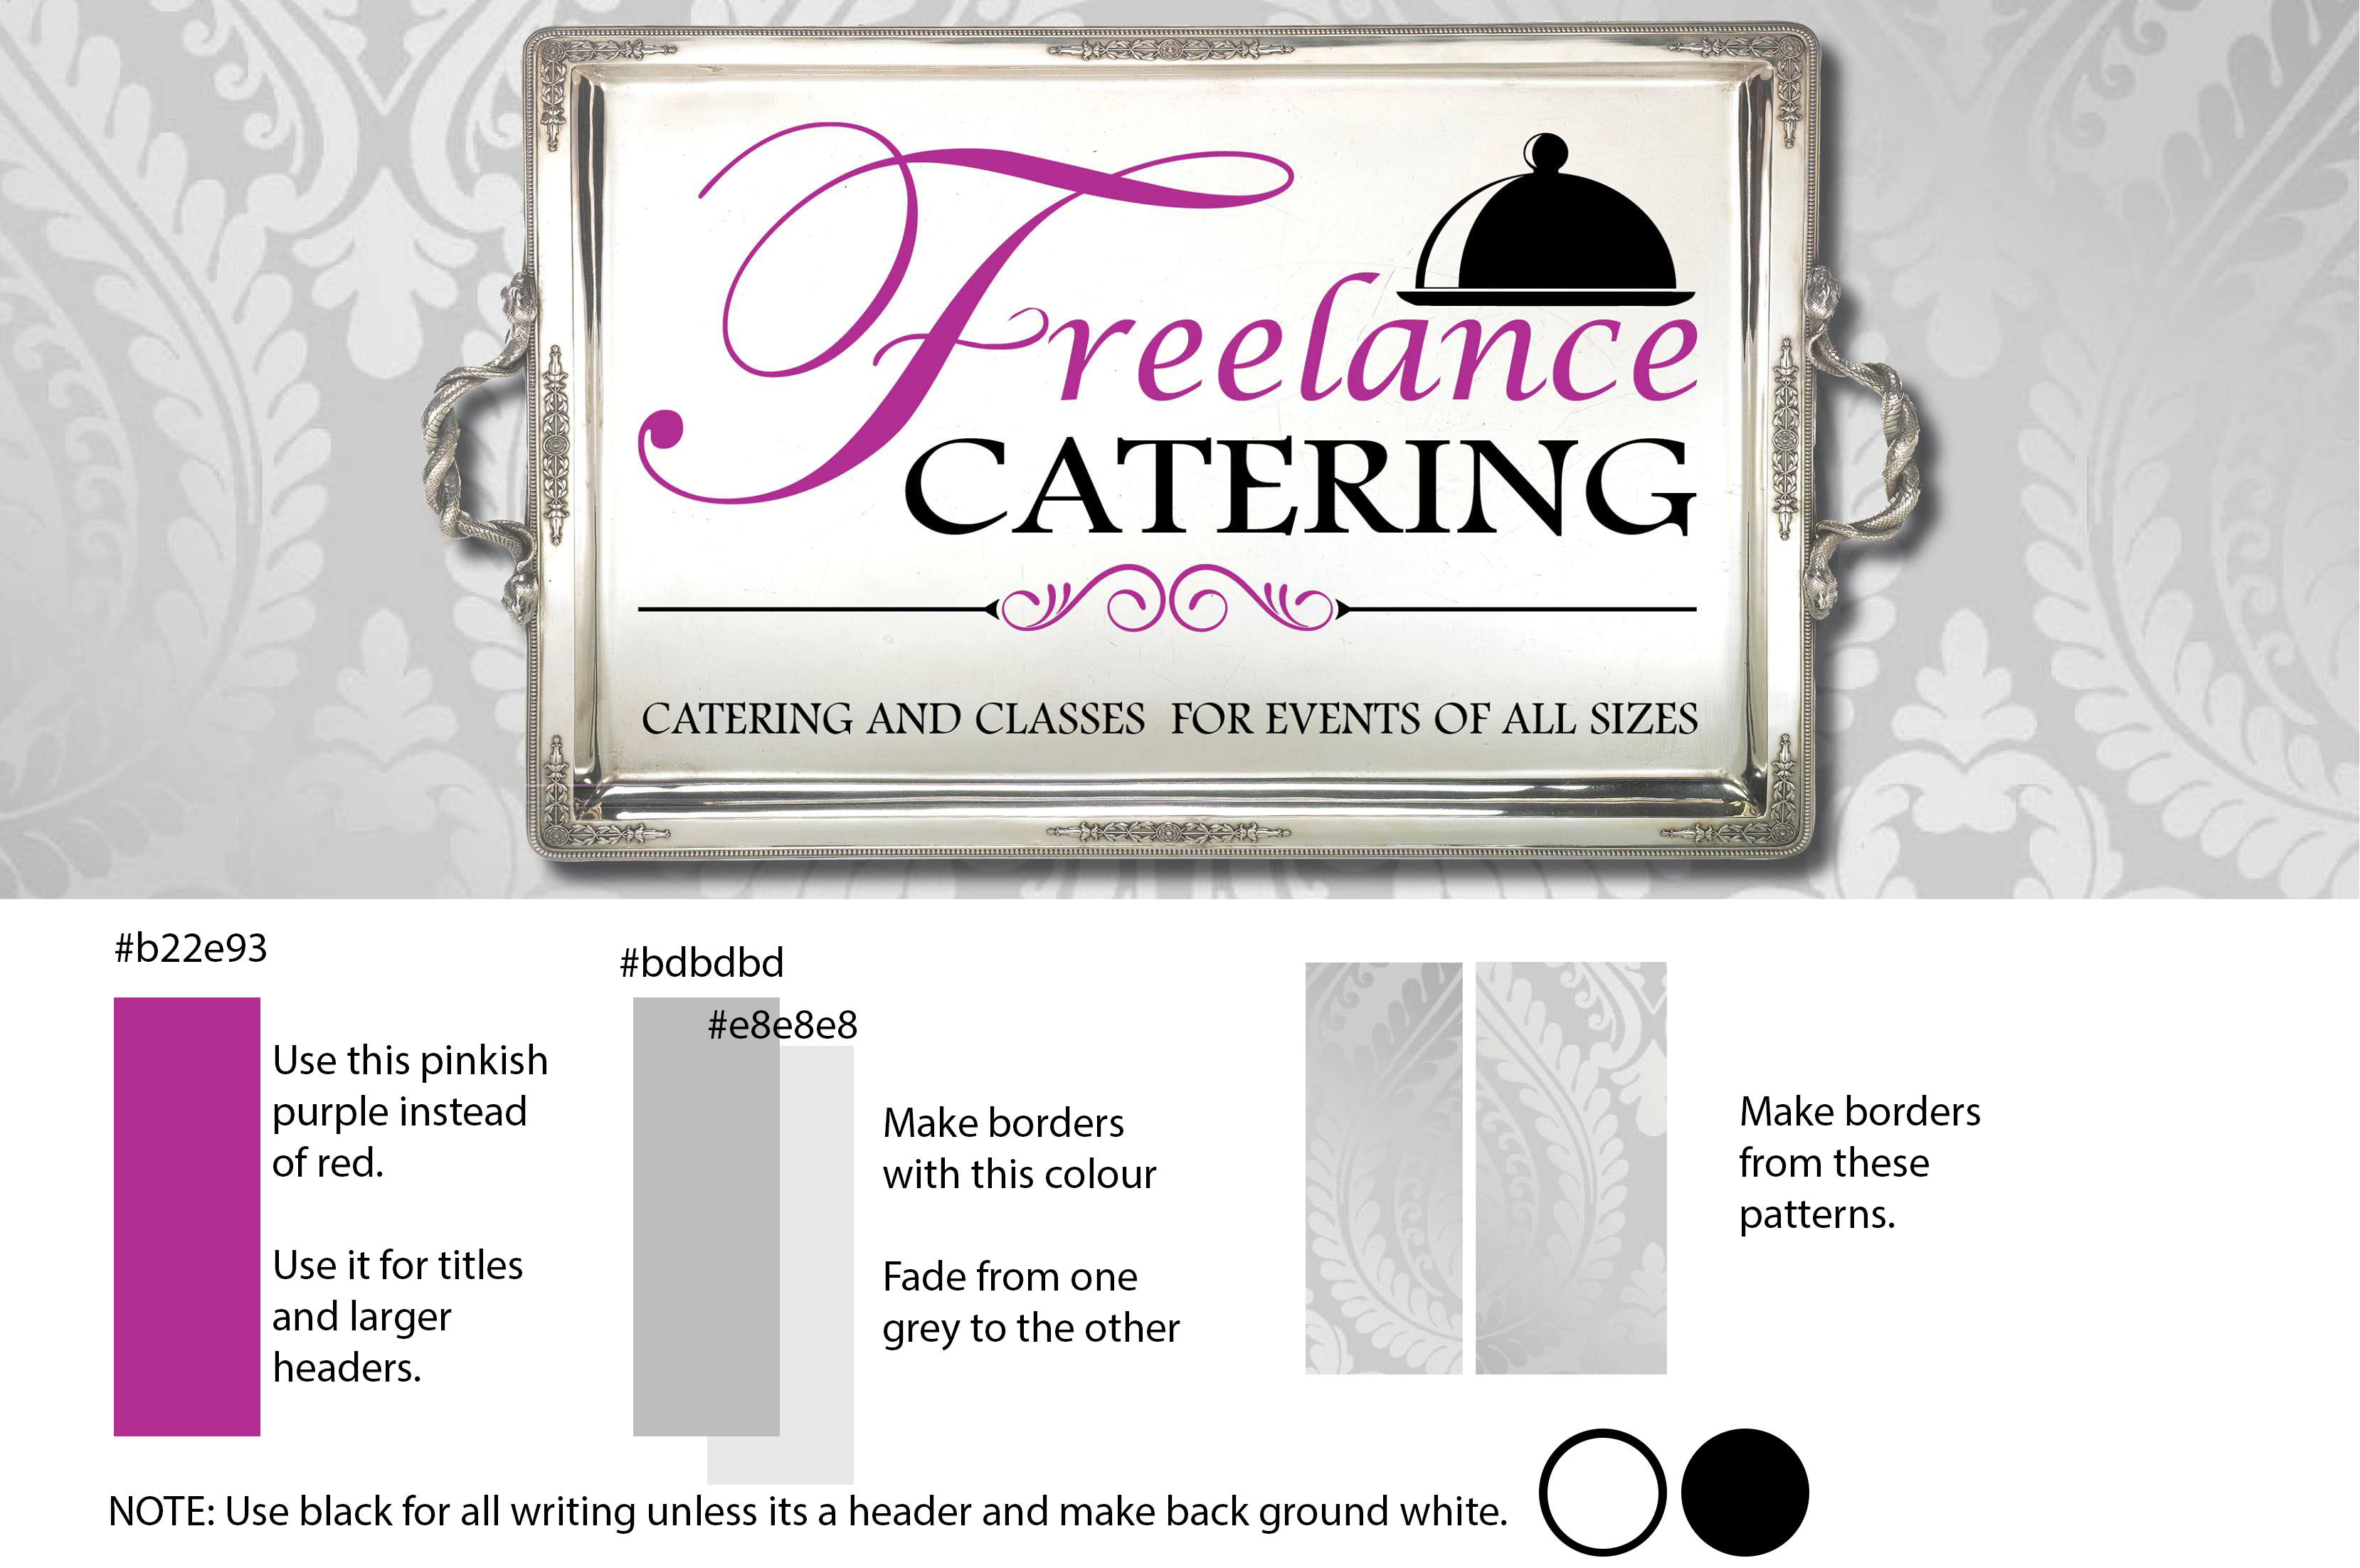 Freelance
CATERING
CATERING AND CLASSES FOR EVENTS OF ALL SIZES
#b22e93
Use this pinkish
purple instead
of red.
Use it for titles
and larger
headers.
#bdbdbd
#e8e8e8
Make borders
with this colour
Fade from one
grey to the other
Make borders
from these
patterns.
NOTE: Use black for all writing unless its a header and make back ground white.